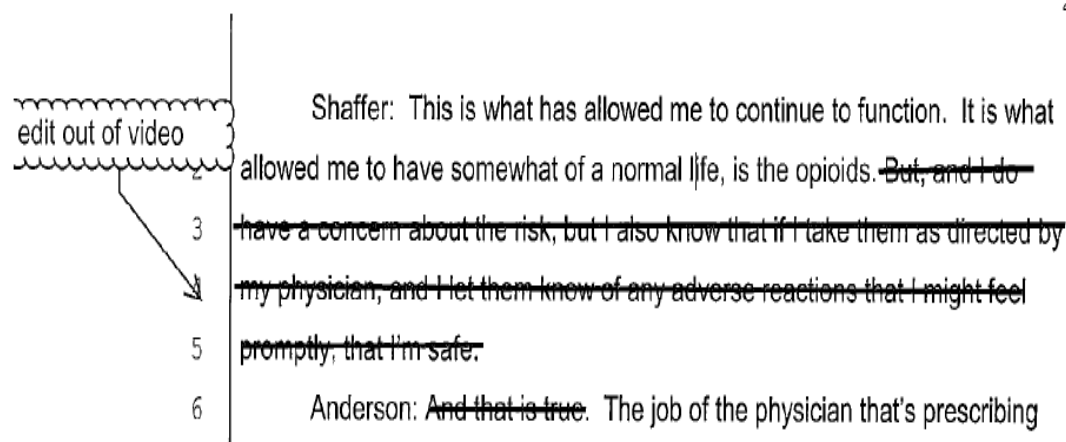 Shaffer: This is what has allowed me to continue to function. It is what
edit out of video
2 allowed me to have somewhat of a normal life, is the opioids. But, and I do
3 have a concern about the risk, but I also know that if I take them as directed by
4 my physician, and I let them know of any adverse reactions that I might feel
5 promptly, that I'm safe.
6 Anderson: And that is true. The job of the physician that's prescribing